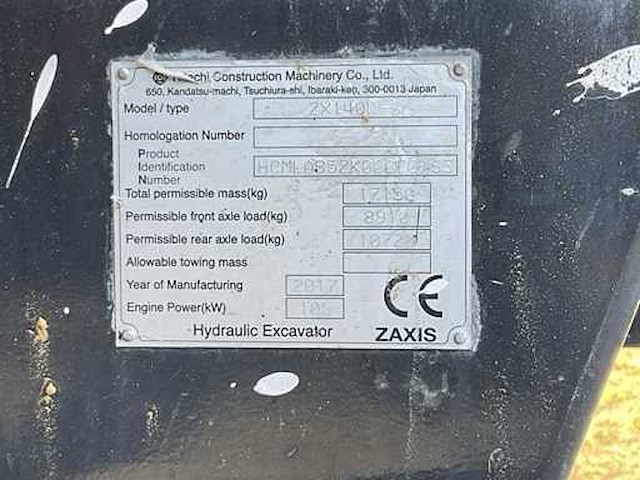 Hitachi Construction Machinery Co., Ltd.
650, Kandatsu-machi, Tsuchiura-shi, Ibaraki-ken, 300-0013 Japan
Model / type
Homologation Number
Product
Identification
Number
Total permissible mass(kg)
Permissible front axle load(kg)
Permissible rear axle load(kg)
Allowable towing mass
Year of Manufacturing 2017
Engine Power(kW) 105
CE
Hydraulic Excavator ZAXIS